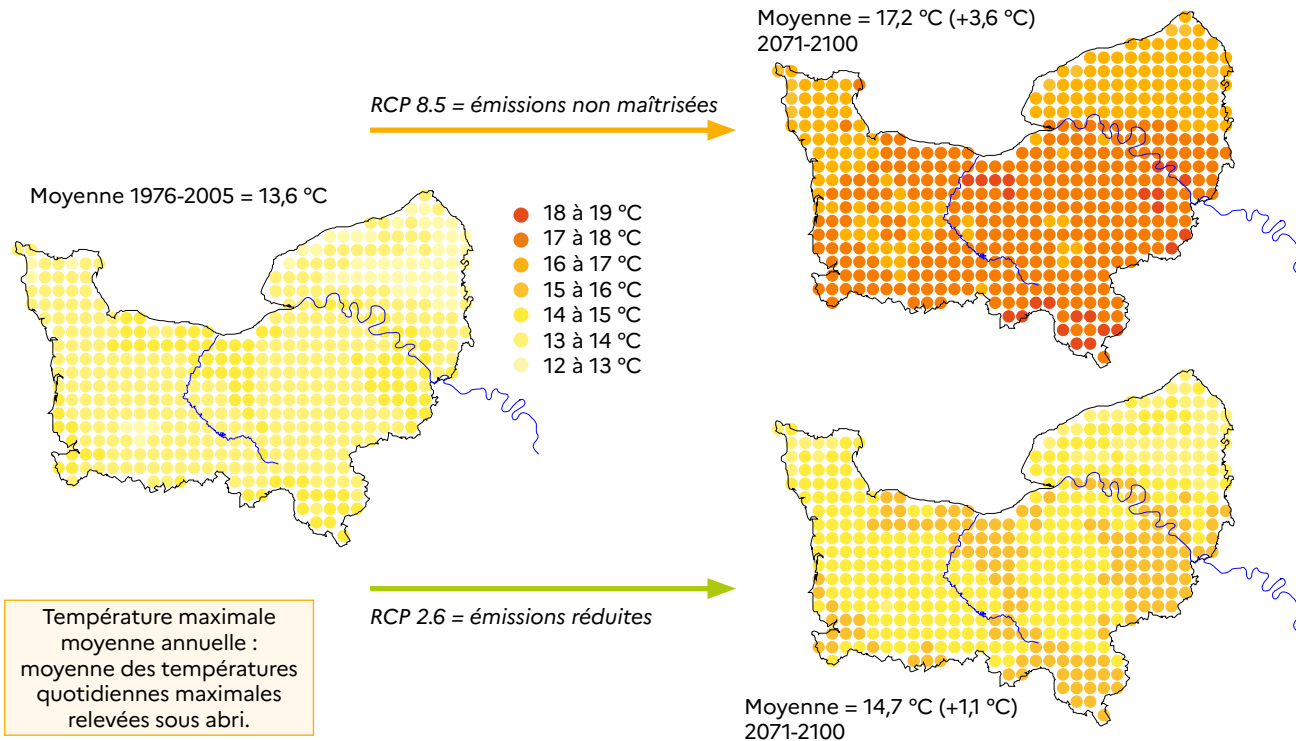 Moyenne = 17,2 °C (+3,6 °C)
2071-2100
RCP 8.5 = émissions non maîtrisées
Moyenne 1976-2005 = 13,6 °C
18 à 19 °C
17 à 18 °C
16 à 17 °C
15 à 16 °C
14 à 15 °C
13 à 14 °C
12 à 13 °C
RCP 2.6 = émissions réduites
Température maximale
moyenne annuelle :
moyenne des températures
quotidiennes maximales
relevées sous abri.
Moyenne = 14,7 °C (+1,1 °C)
2071-2100